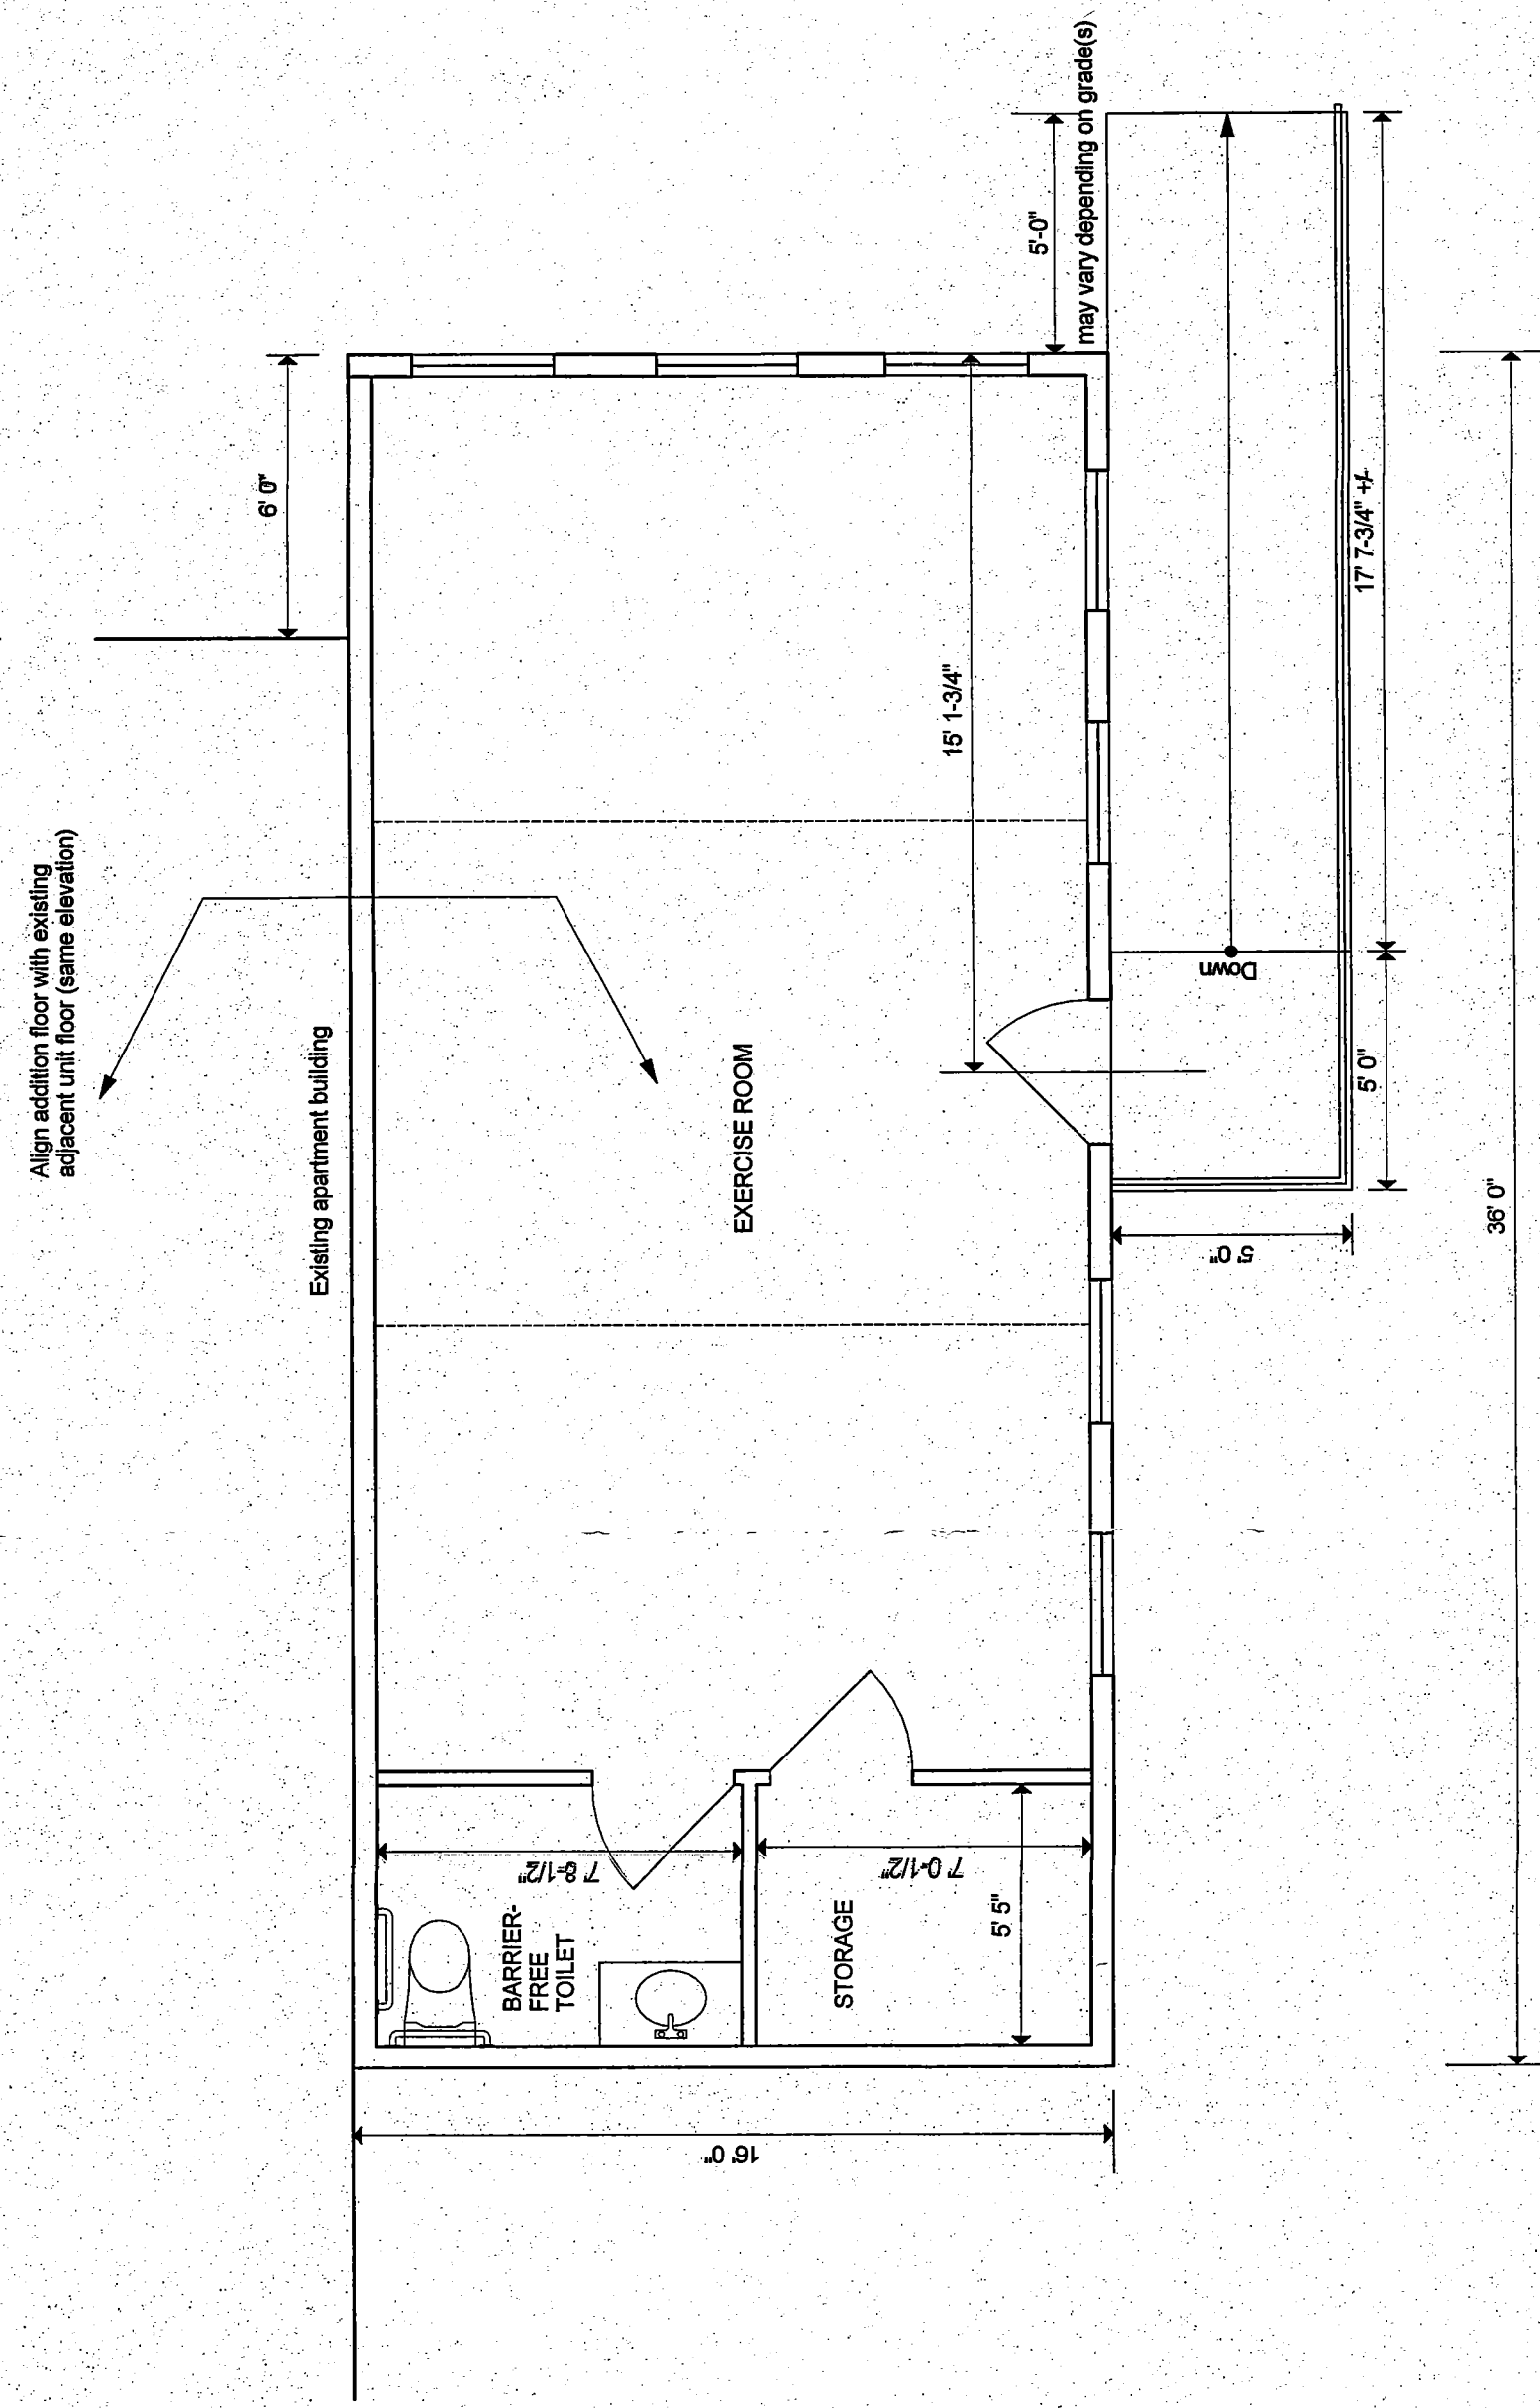 Align addition floor with existing
adjacent unit floor (same elevation)
Existing apartment building
6' 0"
5'-0"
may vary depending on grade(s)
15' 1-3/4"
EXERCISE ROOM
17' 7-3/4" +/-
Down
5' 0"
5' 0"
36' 0"
7' 8-1/2"
BARRIER-
FREE
TOILET
7' 0-1/2"
STORAGE
5' 5"
16' 0"